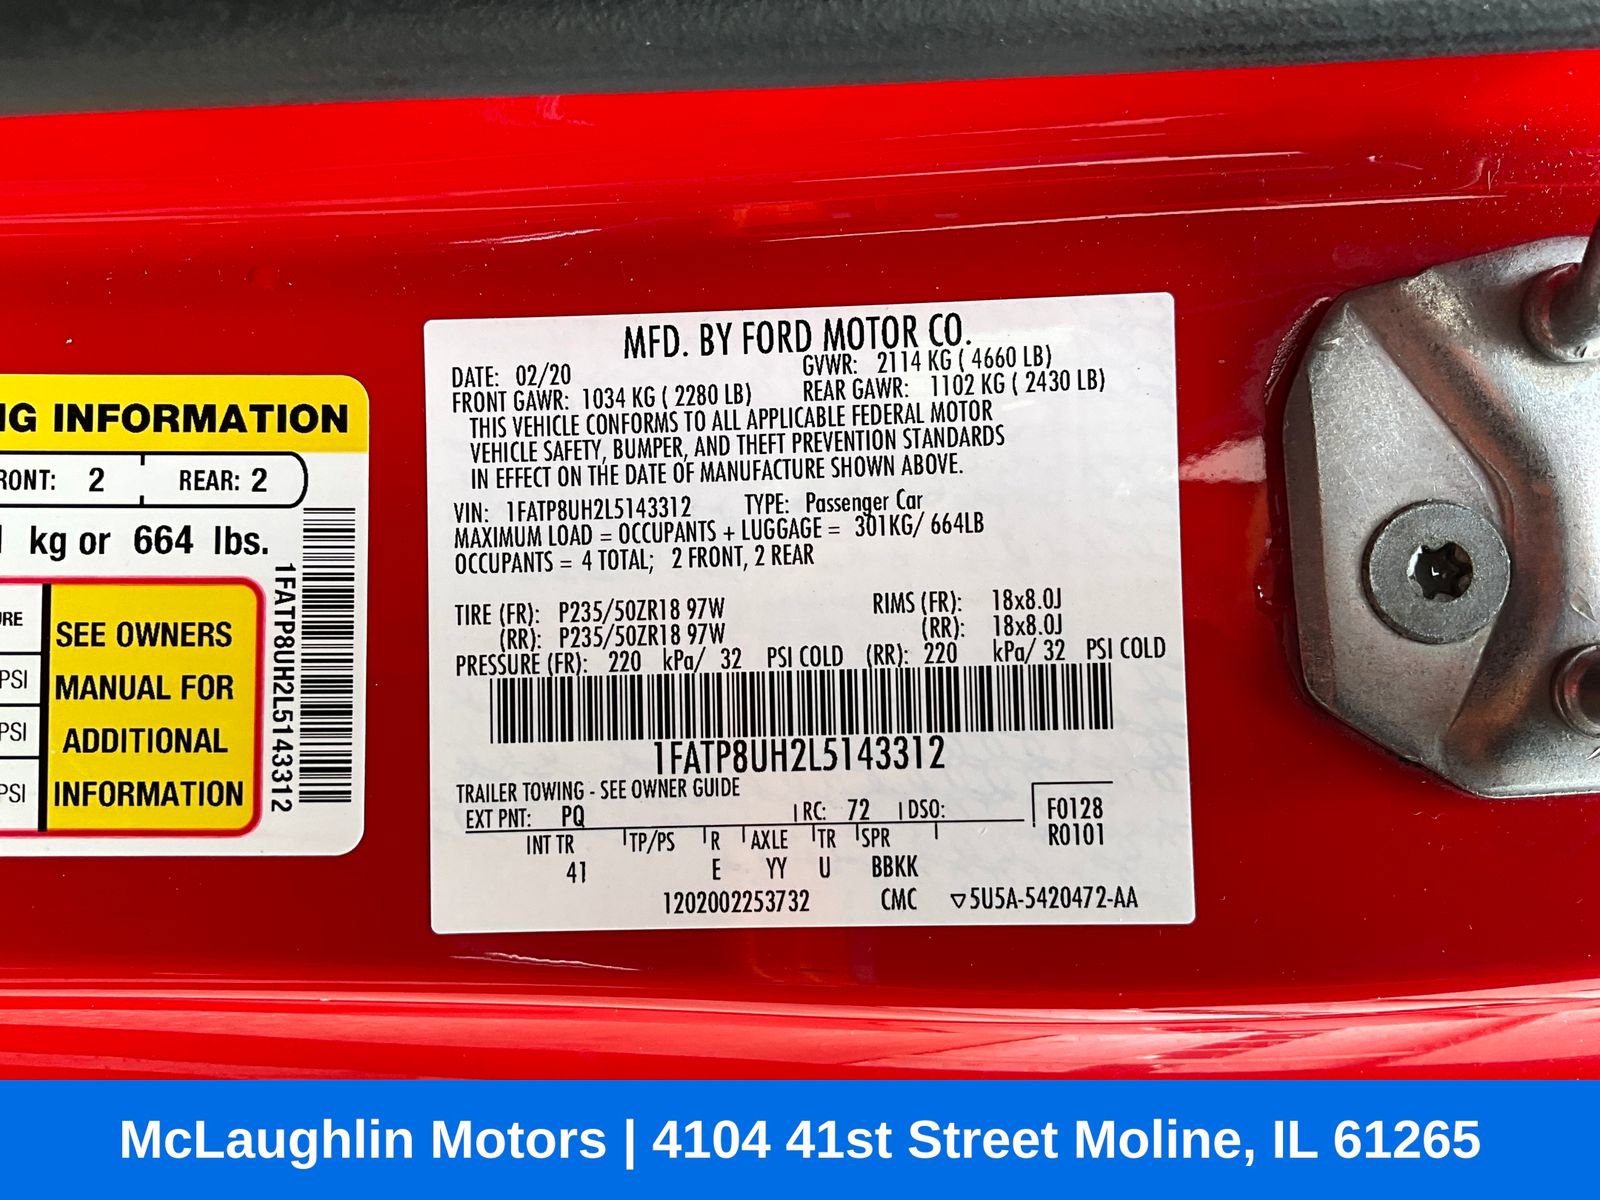 MFD. BY FORD MOTOR CO.
DATE: 02/20 GVWR: 2114 KG ( 4660 LB)
FRONT GAWR: 1034 KG ( 2280 LB) REAR GAWR: 1102 KG ( 2430 LB)
THIS VEHICLE CONFORMS TO ALL APPLICABLE FEDERAL MOTOR
VEHICLE SAFETY, BUMPER, AND THEFT PREVENTION STANDARDS
IN EFFECT ON THE DATE OF MANUFACTURE SHOWN ABOVE.
VIN: 1FATP8UH2L5143312 TYPE: Passenger Car
MAXIMUM LOAD = OCCUPANTS + LUGGAGE = 301KG/ 664LB
OCCUPANTS = 4 TOTAL; 2 FRONT, 2 REAR
TIRE (FR): P235/50ZR18 97W RIMS (FR): 18x8.0J
(RR): P235/50ZR18 97W (RR): 18x8.0J
PRESSURE (FR): 220 kPa/ 32 PSI COLD (RR): 220 kPa/ 32 PSI COLD
1FATP8UH2L5143312
TRAILER TOWING - SEE OWNER GUIDE
EXT PNT: PQ RC: 72 DSO: F0128
R0101
INT TR TP/PS R AXLE TR SPR
41 E YY U BBKK
1202002253732 CMC ▽5U5A-5420472-AA
NG INFORMATION
RONT: 2 REAR: 2
1 kg or 664 lbs.
URE
PSI
PSI
PSI
SEE OWNERS
MANUAL FOR
ADDITIONAL
INFORMATION
1FATP8UH2L5143312
McLaughlin Motors | 4104 41st Street Moline, IL 61265